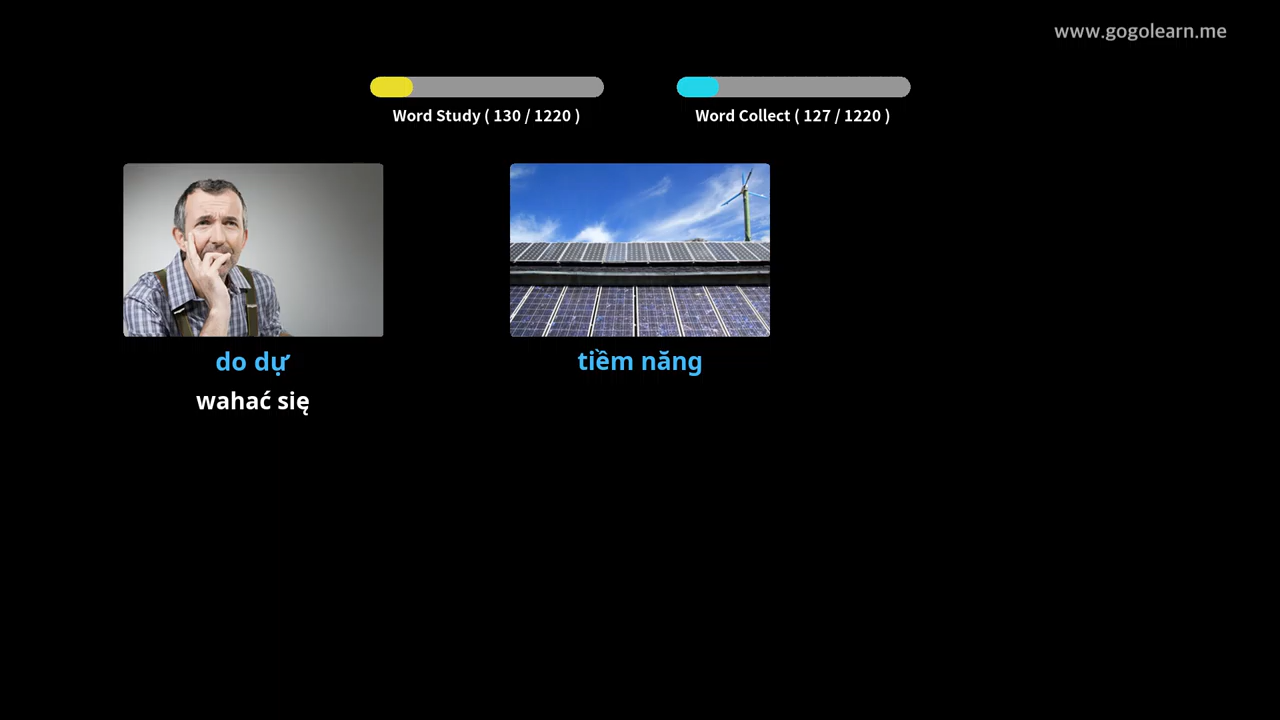 www.gogolearn.me
Word Study ( 130 / 1220 )
Word Collect ( 127 / 1220 )
do dự
tiềm năng
wahać się